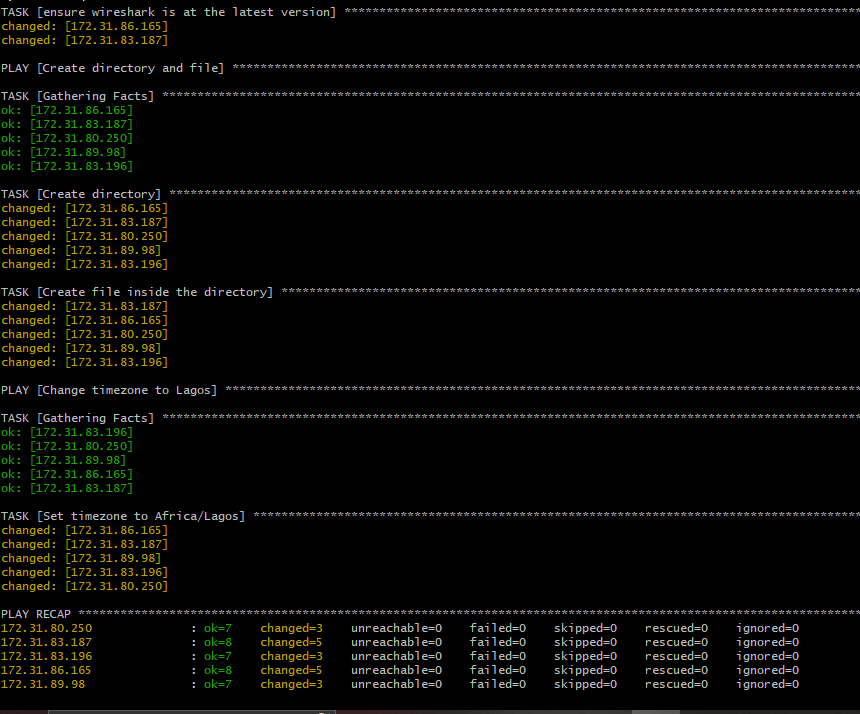 TASK [ensure wireshark is at the latest version] **************************************************************************
changed: [172.31.86.165]
changed: [172.31.83.187]
PLAY [Create directory and file] ******************************************************************************************
TASK [Gathering Facts] ****************************************************************************************************
ok: [172.31.86.165]
ok: [172.31.83.187]
ok: [172.31.80.250]
ok: [172.31.89.98]
ok: [172.31.83.196]
TASK [Create directory] ***************************************************************************************************
changed: [172.31.86.165]
changed: [172.31.83.187]
changed: [172.31.80.250]
changed: [172.31.89.98]
changed: [172.31.83.196]
TASK [Create file inside the directory] ***********************************************************************************
changed: [172.31.83.187]
changed: [172.31.86.165]
changed: [172.31.80.250]
changed: [172.31.89.98]
changed: [172.31.83.196]
PLAY [Change timezone to Lagos] *******************************************************************************************
TASK [Gathering Facts] ****************************************************************************************************
ok: [172.31.83.196]
ok: [172.31.80.250]
ok: [172.31.89.98]
ok: [172.31.86.165]
ok: [172.31.83.187]
TASK [Set timezone to Africa/Lagos] ***************************************************************************************
changed: [172.31.86.165]
changed: [172.31.83.187]
changed: [172.31.89.98]
changed: [172.31.83.196]
changed: [172.31.80.250]
PLAY RECAP ****************************************************************************************************************
172.31.80.250 : ok=7 changed=3 unreachable=0 failed=0 skipped=0 rescued=0 ignored=0
172.31.83.187 : ok=8 changed=5 unreachable=0 failed=0 skipped=0 rescued=0 ignored=0
172.31.83.196 : ok=7 changed=3 unreachable=0 failed=0 skipped=0 rescued=0 ignored=0
172.31.86.165 : ok=8 changed=5 unreachable=0 failed=0 skipped=0 rescued=0 ignored=0
172.31.89.98 : ok=7 changed=3 unreachable=0 failed=0 skipped=0 rescued=0 ignored=0